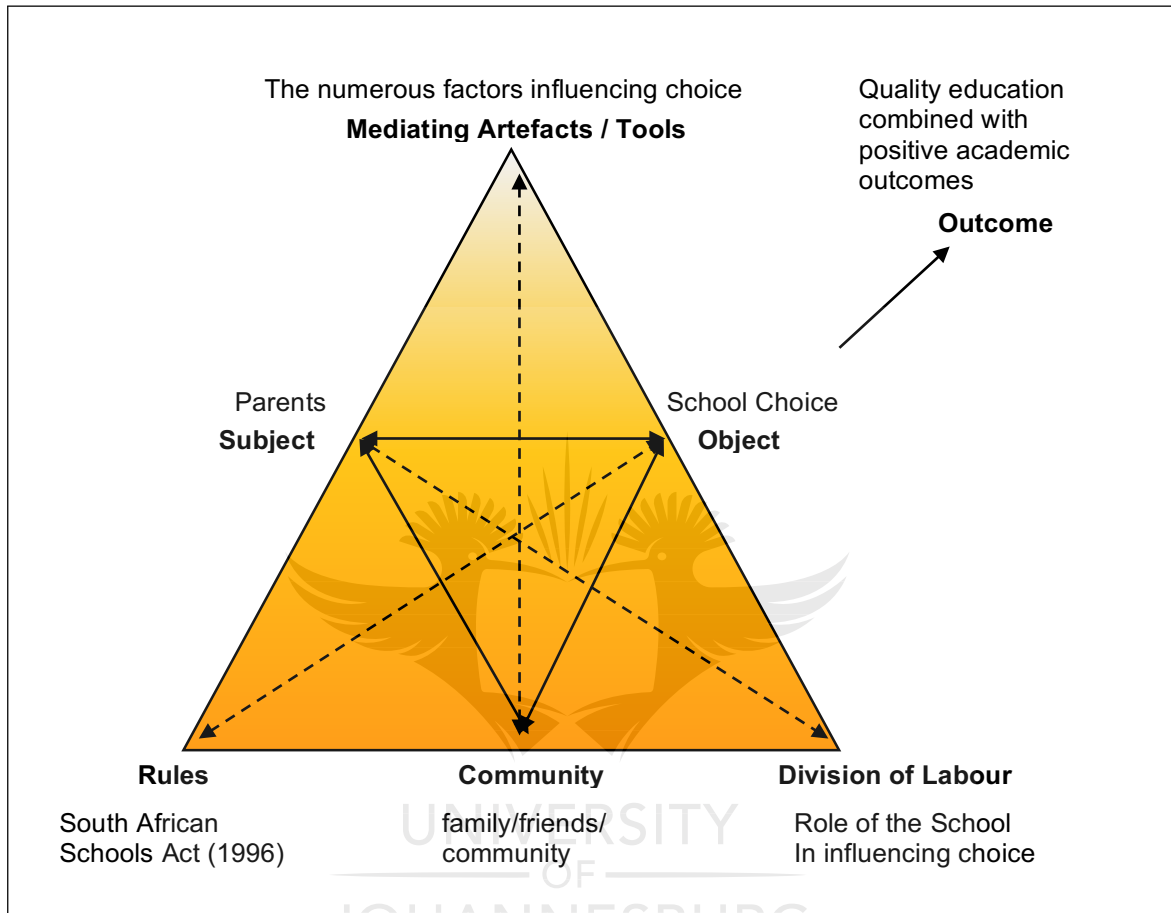 The numerous factors influencing choice
Mediating Artefacts / Tools
Quality education
combined with
positive academic
outcomes
Outcome
Parents
Subject
School Choice
Object
Rules
Community
Division of Labour
South African
Schools Act (1996)
family/friends/
community
Role of the School
In influencing choice
UNIVERSITY
OF
JOHANNESBURG